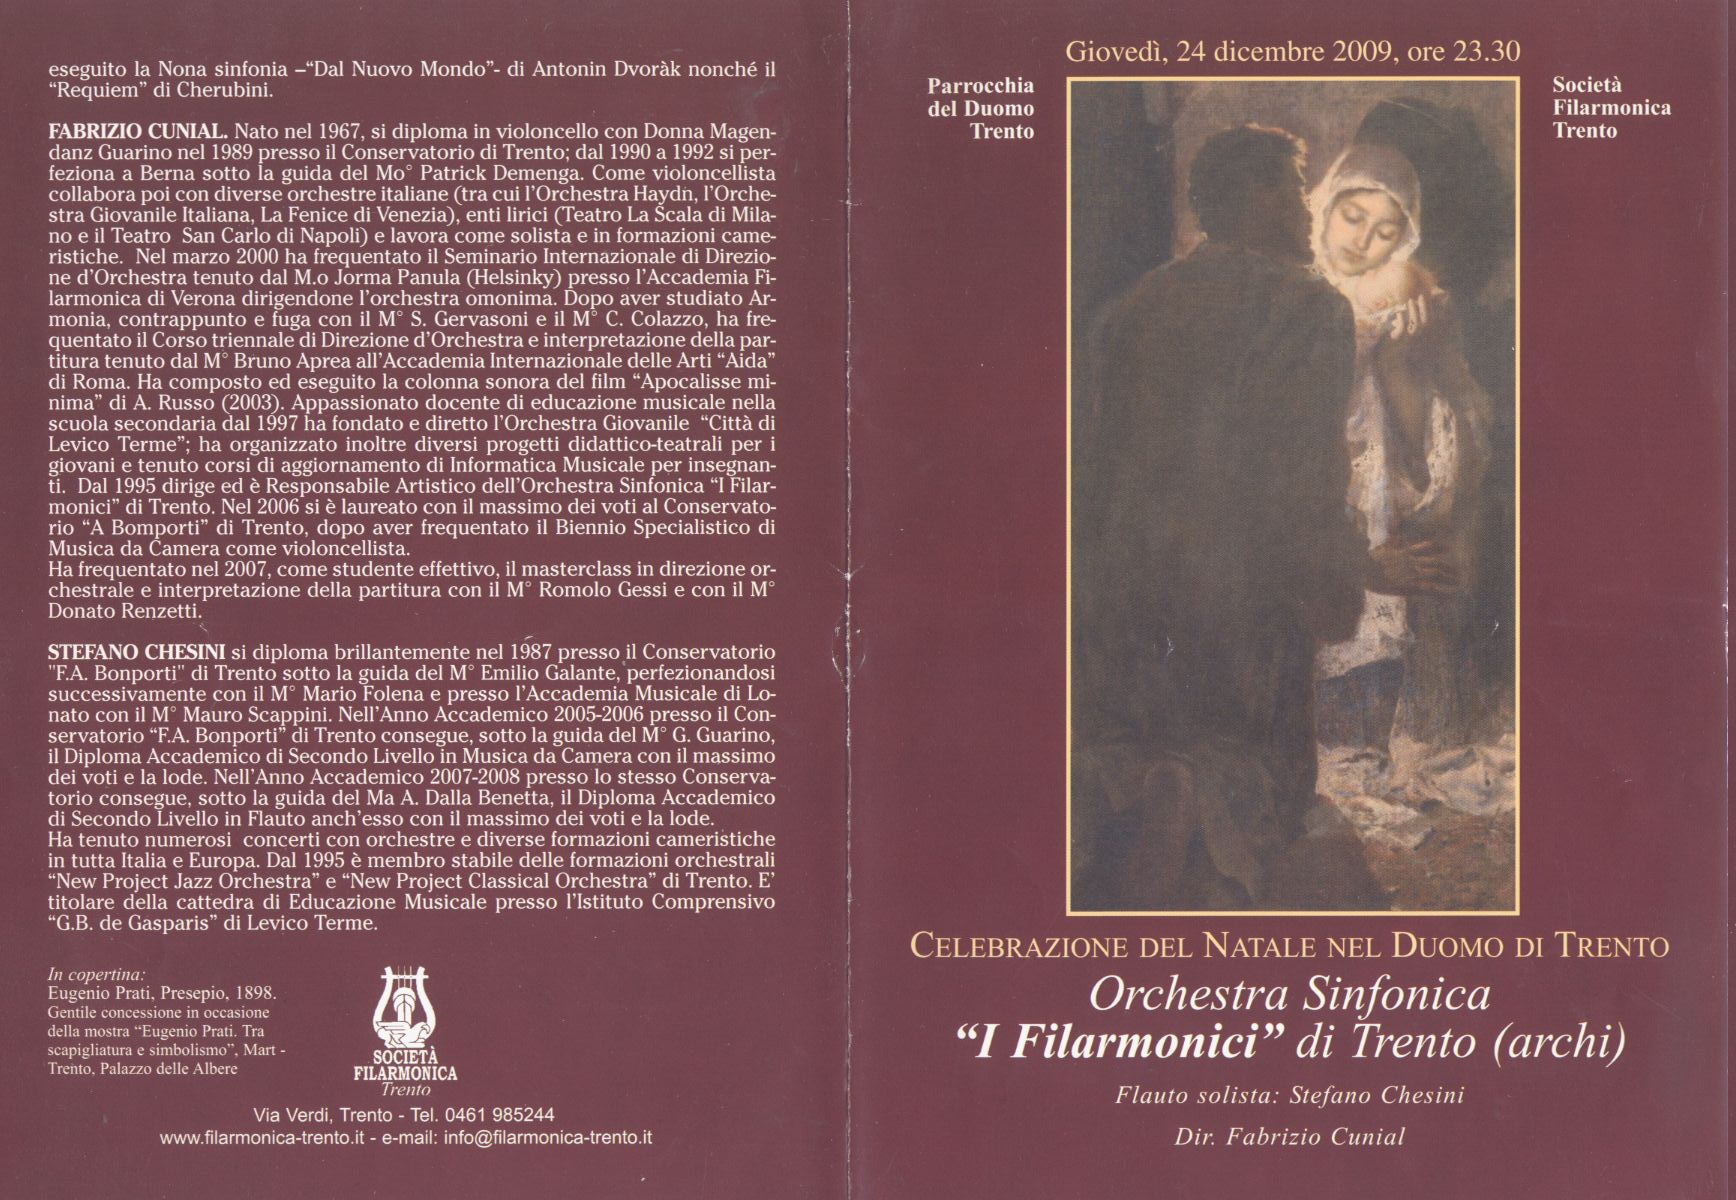 eseguito la Nona sinfonia –“Dal Nuovo Mondo”- di Antonin Dvoràk nonché il
“Requiem” di Cherubini.
FABRIZIO CUNIAL. Nato nel 1967, si diploma in violoncello con Donna Magen-
danz Guarino nel 1989 presso il Conservatorio di Trento; dal 1990 a 1992 si per-
feziona a Berna sotto la guida del Mo° Patrick Demenga. Come violoncellista
collabora poi con diverse orchestre italiane (tra cui l’Orchestra Haydn, l’Orche-
stra Giovanile Italiana, La Fenice di Venezia), enti lirici (Teatro La Scala di Mila-
no e il Teatro San Carlo di Napoli) e lavora come solista e in formazioni came-
ristiche. Nel marzo 2000 ha frequentato il Seminario Internazionale di Direzio-
ne d’Orchestra tenuto dal M.o Jorma Panula (Helsinky) presso l’Accademia Fi-
larmonica di Verona dirigendone l’orchestra omonima. Dopo aver studiato Ar-
monia, contrappunto e fuga con il M° S. Gervasoni e il M° C. Colazzo, ha fre-
quentato il Corso triennale di Direzione d’Orchestra e interpretazione della par-
titura tenuto dal M° Bruno Aprea all’Accademia Internazionale delle Arti “Aida”
di Roma. Ha composto ed eseguito la colonna sonora del film “Apocalisse mi-
nima” di A. Russo (2003). Appassionato docente di educazione musicale nella
scuola secondaria dal 1997 ha fondato e diretto l’Orchestra Giovanile “Città di
Levico Terme”; ha organizzato inoltre diversi progetti didattico-teatrali per i
giovani e tenuto corsi di aggiornamento di Informatica Musicale per insegnan-
ti. Dal 1995 dirige ed è Responsabile Artistico dell’Orchestra Sinfonica “I Filar-
monici” di Trento. Nel 2006 si è laureato con il massimo dei voti al Conservato-
rio “A Bomporti” di Trento, dopo aver frequentato il Biennio Specialistico di
Musica da Camera come violoncellista.
Ha frequentato nel 2007, come studente effettivo, il masterclass in direzione or-
chestrale e interpretazione della partitura con il M° Romolo Gessi e con il M°
Donato Renzetti.
STEFANO CHESINI si diploma brillantemente nel 1987 presso il Conservatorio
"F.A. Bonporti" di Trento sotto la guida del M° Emilio Galante, perfezionandosi
successivamente con il M° Mario Folena e presso l’Accademia Musicale di Lo-
nato con il M° Mauro Scappini. Nell’Anno Accademico 2005-2006 presso il Con-
servatorio “F.A. Bonporti” di Trento consegue, sotto la guida del M° G. Guarino,
il Diploma Accademico di Secondo Livello in Musica da Camera con il massimo
dei voti e la lode. Nell’Anno Accademico 2007-2008 presso lo stesso Conserva-
torio consegue, sotto la guida del Ma A. Dalla Benetta, il Diploma Accademico
di Secondo Livello in Flauto anch’esso con il massimo dei voti e la lode.
Ha tenuto numerosi concerti con orchestre e diverse formazioni cameristiche
in tutta Italia e Europa. Dal 1995 è membro stabile delle formazioni orchestrali
“New Project Jazz Orchestra” e “New Project Classical Orchestra” di Trento. E’
titolare della cattedra di Educazione Musicale presso l’Istituto Comprensivo
“G.B. de Gasparis” di Levico Terme.
In copertina:
Eugenio Prati, Presepio, 1898.
Gentile concessione in occasione
della mostra “Eugenio Prati. Tra
scapigliatura e simbolismo”, Mart -
Trento, Palazzo delle Albere
SOCIETÀ
FILARMONICA
Trento
Via Verdi, Trento - Tel. 0461 985244
www.filarmonica-trento.it - e-mail: info@filarmonica-trento.it
Giovedì, 24 dicembre 2009, ore 23.30
Parrocchia
del Duomo
Trento
Società
Filarmonica
Trento
CELEBRAZIONE DEL NATALE NEL DUOMO DI TRENTO
Orchestra Sinfonica
“I Filarmonici” di Trento (archi)
Flauto solista: Stefano Chesini
Dir. Fabrizio Cunial